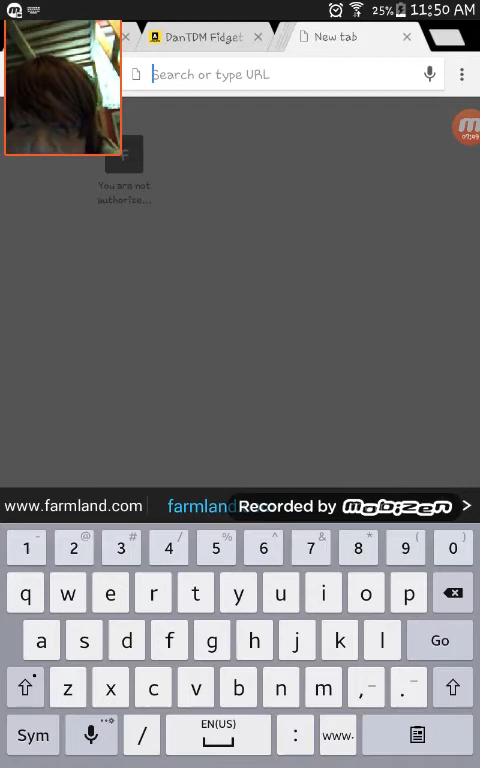 25% 11:50 AM
DanTDM Fidget
New tab
Search or type URL
07:49
F
You are not
authorize...
www.farmland.com
farmland
Recorded by Mobizen >
1 - 2 @ 3 # 4 / 5 % 6 ^ 7 & 8 * 9 ( 0 )
q w e r t y u i o p
a s d f g h j k l Go
z x c v b n m , - . -
Sym / EN(US) : www.